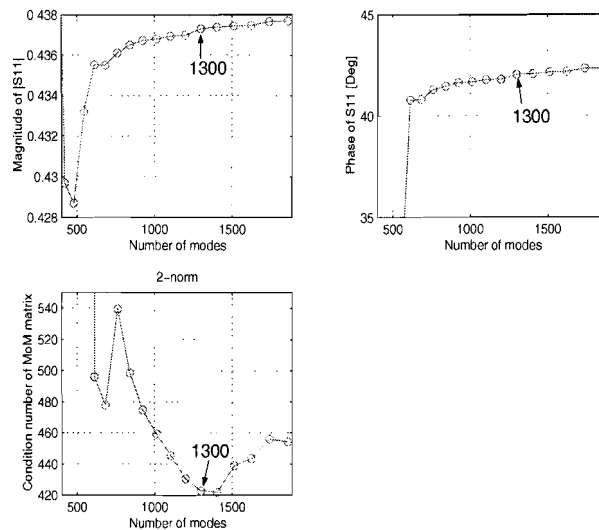 Magnitude of |S11|
0.438
0.436
0.434
0.432
0.43
0.428
1300
500 1000 1500
Number of modes
Phase of S11 [Deg]
45
40
35
1300
500 1000 1500
Number of modes
2-norm
Condition number of MoM matrix
540
520
500
480
460
440
420
1300
500 1000 1500
Number of modes